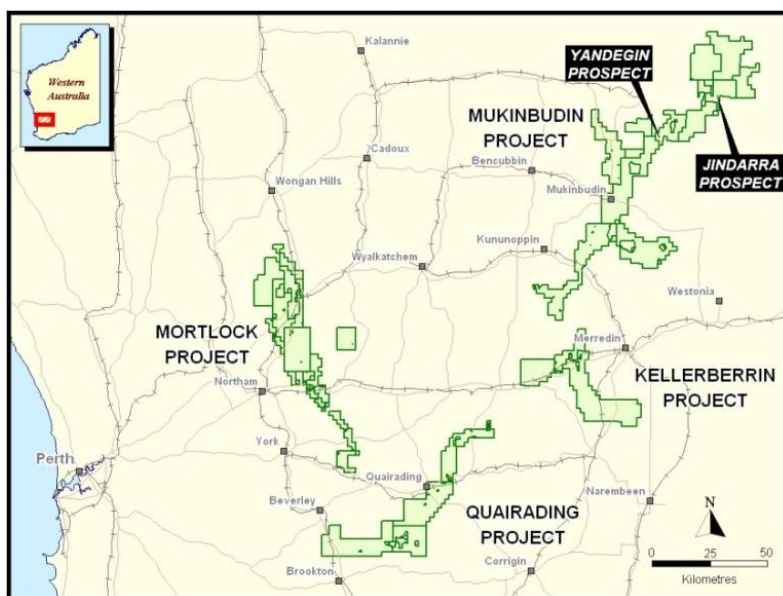 Western
Australia
Kalannie
YANDEGIN
PROSPECT
MUKINBUDIN
PROJECT
Cadoux
Bencubbin
JINDARRA
PROSPECT
Wongan Hills
Mukinbudin
Kununoppin
Wyalkatchem
Westonia
MORTLOCK
PROJECT
Merredin
Northam
KELLERBERRIN
PROJECT
York
Perth
Quairading
Narembeen
Beverley
QUAIRADING
PROJECT
N
Brookton
Corrigin
0 25 50
Kilometres